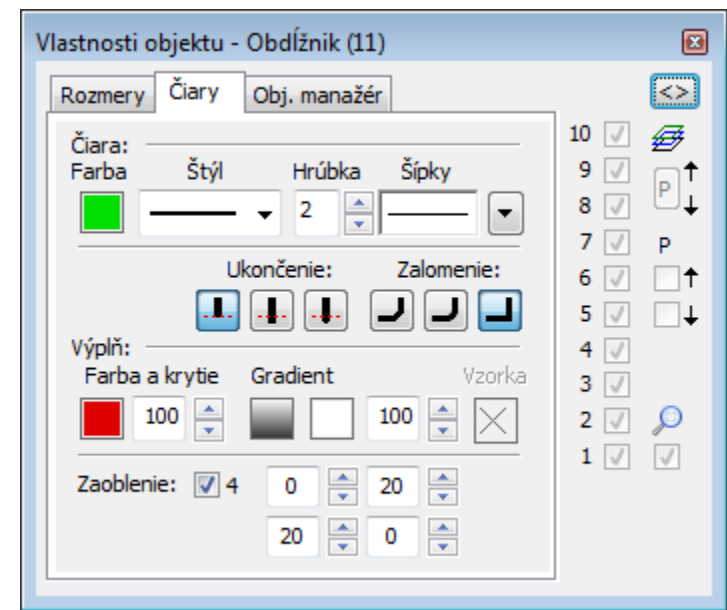 Vlastnosti objektu - Obdĺžnik (11)
Rozmery Čiary Obj. manažér <>
Čiara:
Farba Štýl Hrúbka Šípky
2
Ukončenie: Zalomenie:
Výplň:
Farba a krytie Gradient Vzorka
100 100
Zaoblenie: 4 0 20
20 0
10
9 P
8
7 P
6
5
4
3
2
1